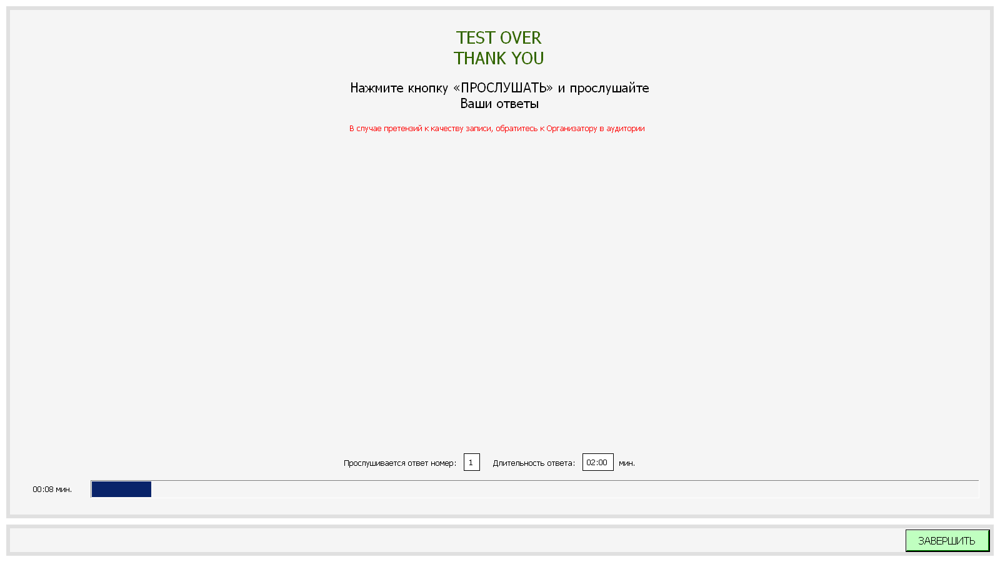 TEST OVER
THANK YOU
Нажмите кнопку «ПРОСЛУШАТЬ» и прослушайте
Ваши ответы
В случае претензий к качеству записи, обратитесь к Организатору в аудитории
Прослушивается ответ номер: 1 Длительность ответа: 02:00 мин.
00:08 мин.
ЗАВЕРШИТЬ